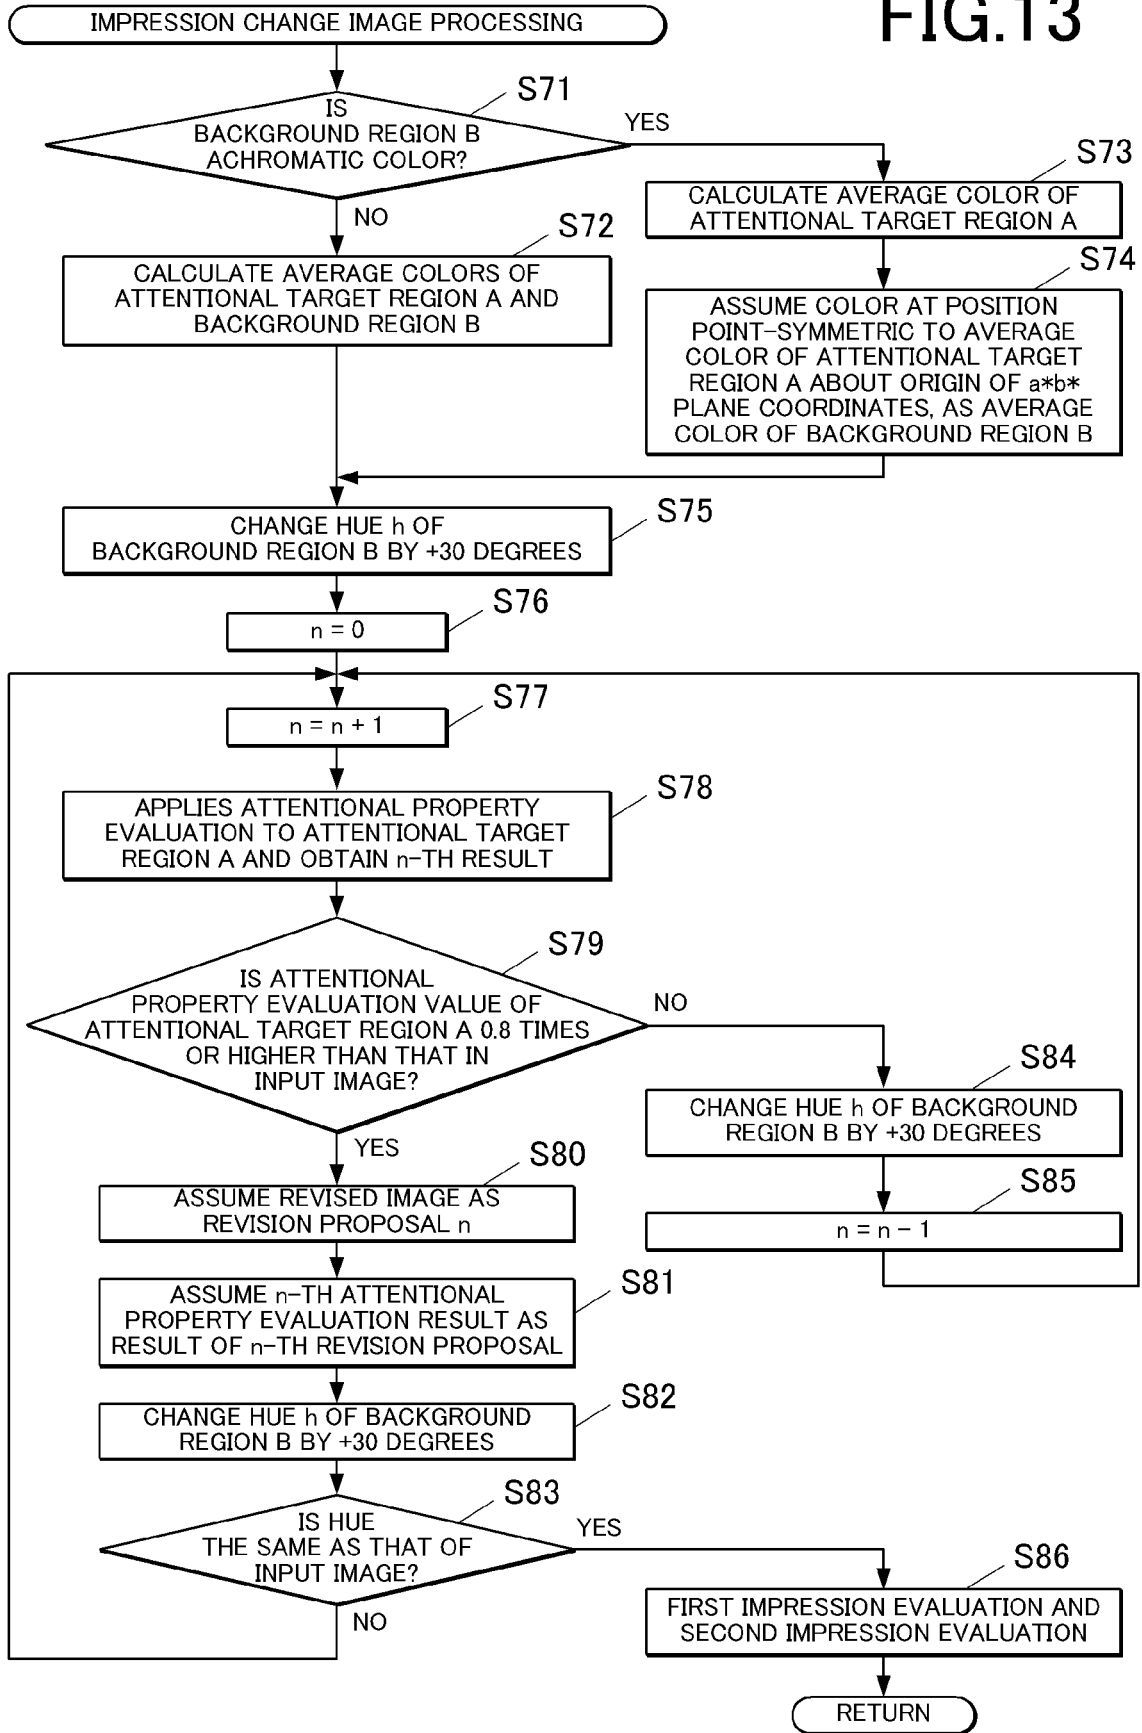 FIG.13
IMPRESSION CHANGE IMAGE PROCESSING
S71
IS
BACKGROUND REGION B
ACHROMATIC COLOR?
YES
NO
S73
CALCULATE AVERAGE COLOR OF
ATTENTIONAL TARGET REGION A
S72
CALCULATE AVERAGE COLORS OF
ATTENTIONAL TARGET REGION A AND
BACKGROUND REGION B
S74
ASSUME COLOR AT POSITION
POINT-SYMMETRIC TO AVERAGE
COLOR OF ATTENTIONAL TARGET
REGION A ABOUT ORIGIN OF a*b*
PLANE COORDINATES, AS AVERAGE
COLOR OF BACKGROUND REGION B
S75
CHANGE HUE h OF
BACKGROUND REGION B BY +30 DEGREES
S76
n = 0
S77
n = n + 1
S78
APPLIES ATTENTIONAL PROPERTY
EVALUATION TO ATTENTIONAL TARGET
REGION A AND OBTAIN n-TH RESULT
S79
IS ATTENTIONAL
PROPERTY EVALUATION VALUE OF
ATTENTIONAL TARGET REGION A 0.8 TIMES
OR HIGHER THAN THAT IN
INPUT IMAGE?
NO
YES
S84
CHANGE HUE h OF BACKGROUND
REGION B BY +30 DEGREES
S85
n = n - 1
S80
ASSUME REVISED IMAGE AS
REVISION PROPOSAL n
S81
ASSUME n-TH ATTENTIONAL
PROPERTY EVALUATION RESULT AS
RESULT OF n-TH REVISION PROPOSAL
S82
CHANGE HUE h OF BACKGROUND
REGION B BY +30 DEGREES
S83
IS HUE
THE SAME AS THAT OF
INPUT IMAGE?
YES
NO
S86
FIRST IMPRESSION EVALUATION AND
SECOND IMPRESSION EVALUATION
RETURN